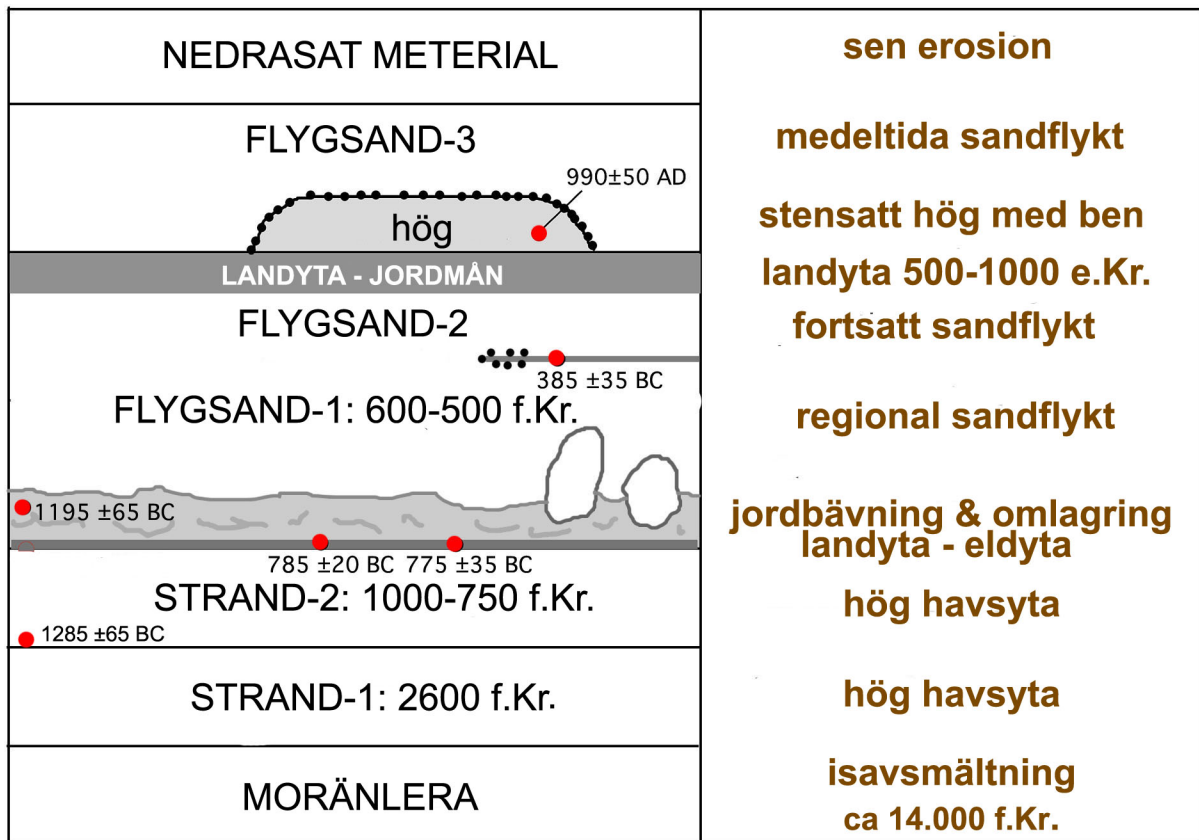 NEDRASAT METERIAL
sen erosion
FLYGSAND-3
medeltida sandflykt
990±50 AD
hög
stensatt hög med ben
LANDYTA - JORDMÅN
landyta 500-1000 e.Kr.
FLYGSAND-2
fortsatt sandflykt
385 ±35 BC
FLYGSAND-1: 600-500 f.Kr.
regional sandflykt
1195 ±65 BC
jordbävning & omlagring
landyta - eldyta
785 ±20 BC
775 ±35 BC
STRAND-2: 1000-750 f.Kr.
hög havsyta
1285 ±65 BC
STRAND-1: 2600 f.Kr.
hög havsyta
MORÄNLERA
isavsmältning
ca 14.000 f.Kr.